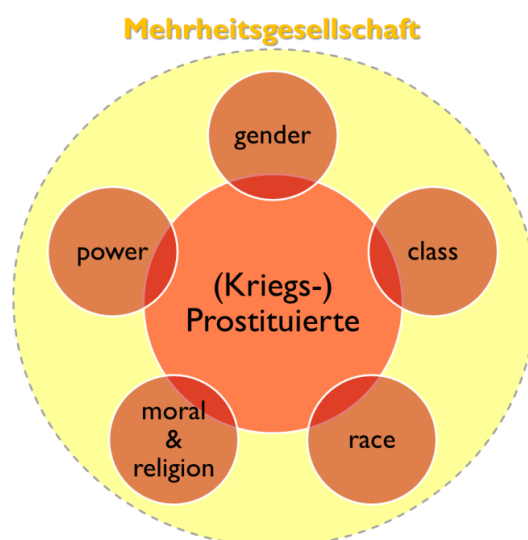 Mehrheitsgesellschaft
gender
power
class
(Kriegs-)
Prostituierte
moral
&
religion
race